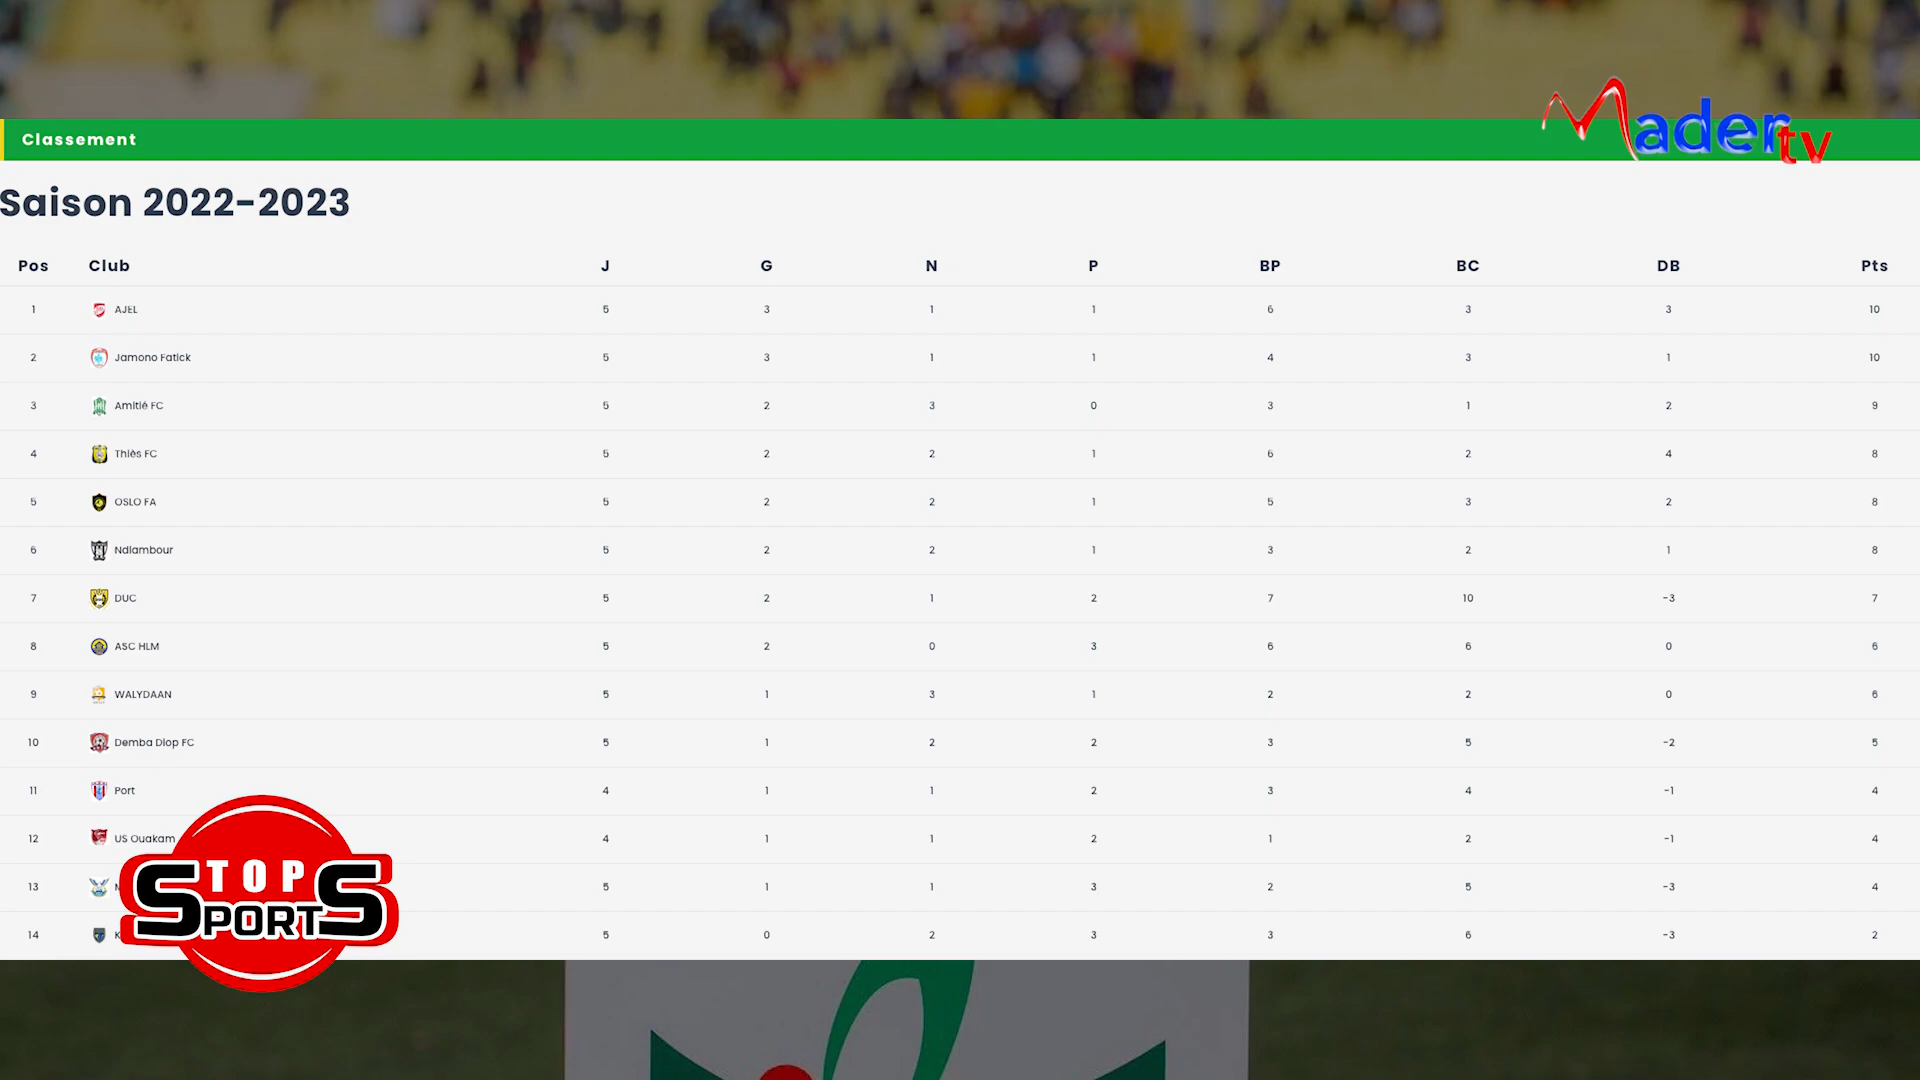 Mader tv
Classement
Saison 2022-2023
Pos Club J G N P BP BC DB Pts
1 AJEL 5 3 1 1 6 3 3 10
2 Jamono Fatick 5 3 1 1 4 3 1 10
3 Amitié FC 5 2 3 0 3 1 2 9
4 Thiès FC 5 2 2 1 6 2 4 8
5 OSLO FA 5 2 2 1 5 3 2 8
6 Ndiambour 5 2 2 1 3 2 1 8
7 DUC 5 2 1 2 7 10 -3 7
8 ASC HLM 5 2 0 3 6 6 0 6
9 WALYDAAN 5 1 3 1 2 2 0 6
10 Demba Diop FC 5 1 2 2 3 5 -2 5
11 Port 4 1 1 2 3 4 -1 4
12 US Ouakam 4 1 1 2 1 2 -1 4
13 5 1 1 3 2 5 -3 4
14 5 0 2 3 3 6 -3 2
STOPS
SPORTS